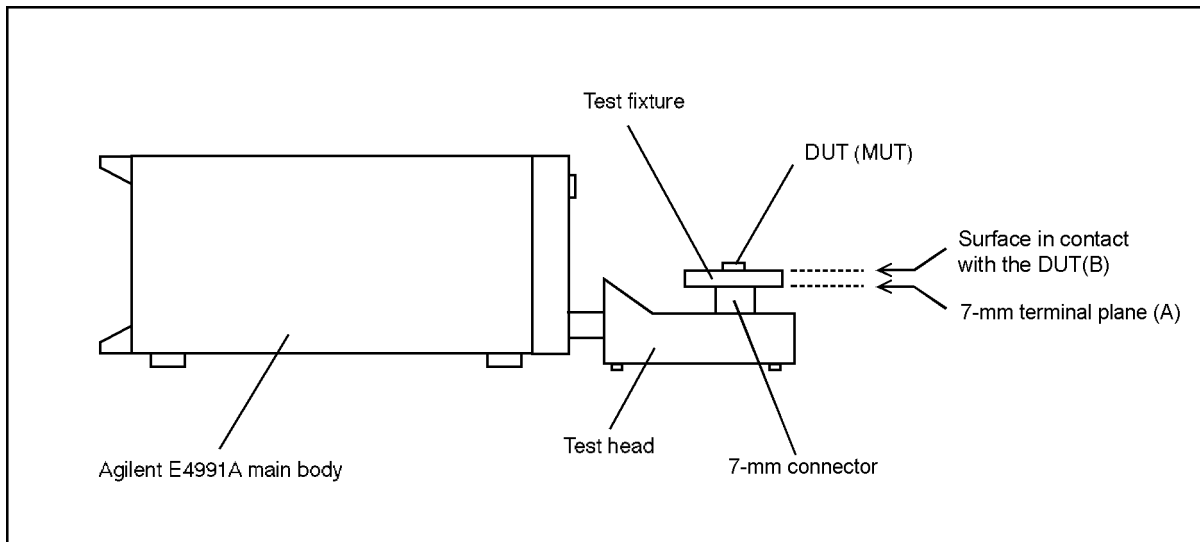 Test fixture
DUT (MUT)
Surface in contact
with the DUT(B)
7-mm terminal plane (A)
Test head
7-mm connector
Agilent E4991A main body